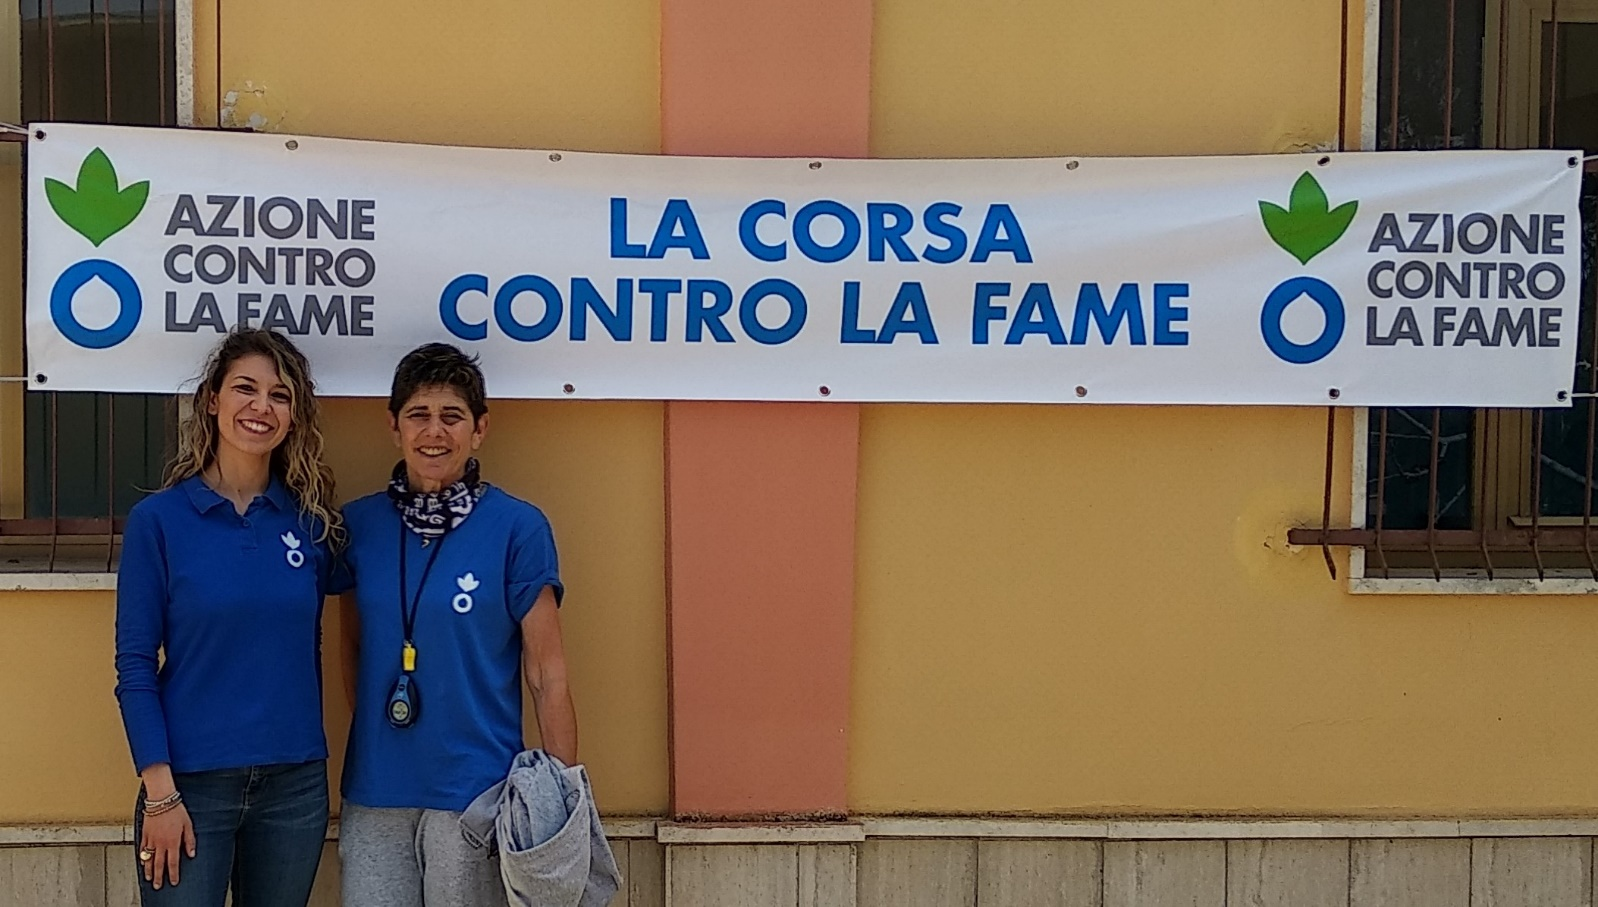 AZIONE
CONTRO
LA FAME
LA CORSA
CONTRO LA FAME
AZIONE
CONTRO
LA FAME